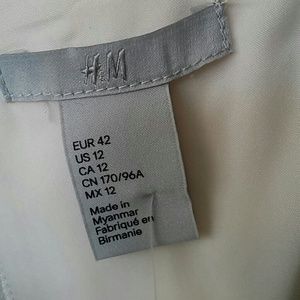 H&M
EUR 42
US 12
CA 12
CN 170/96A
MX 12
Made in
Myanmar
Fabriqué en
Birmanie